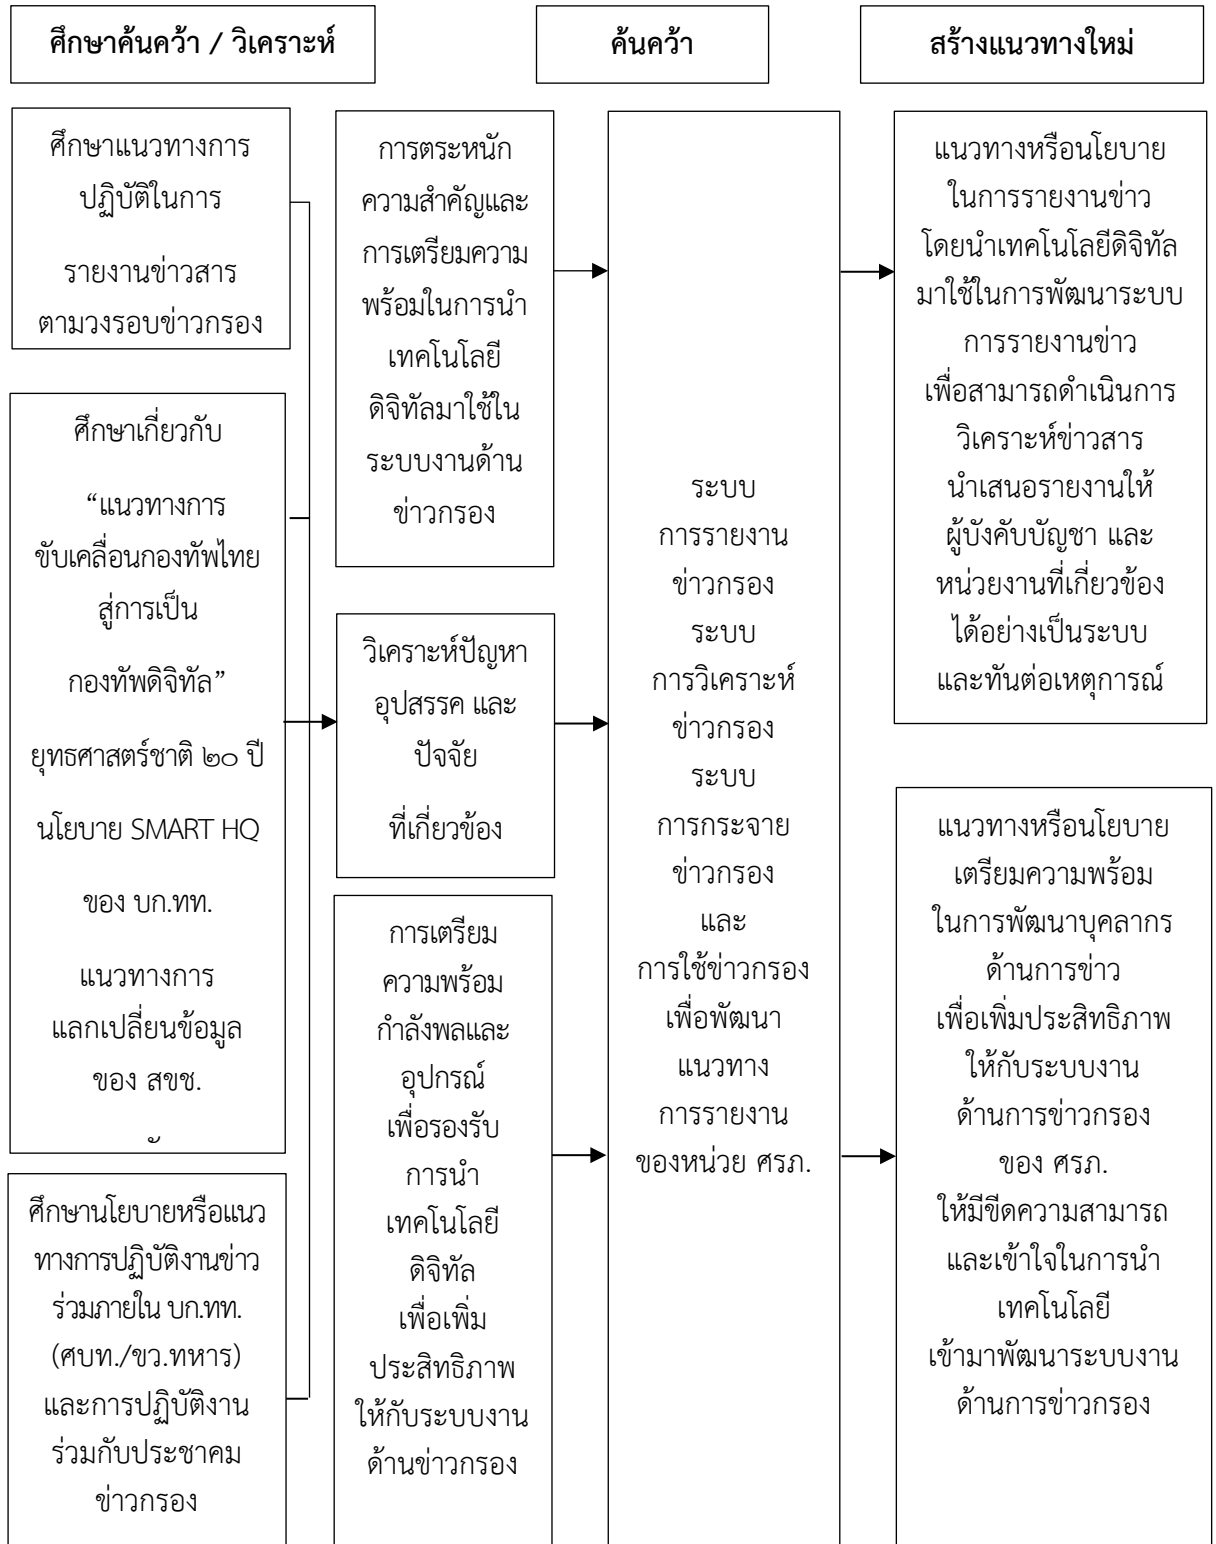 ศึกษาค้นคว้า / วิเคราะห์
ค้นคว้า
สร้างแนวทางใหม่
ศึกษาแนวทางการ
ปฏิบัติในการ
รายงานข่าวสาร
ตามวงรอบข่าวกรอง
ศึกษาเกี่ยวกับ
“แนวทางการ
ขับเคลื่อนกองทัพไทย
สู่การเป็น
กองทัพดิจิทัล”
ยุทธศาสตร์ชาติ ๒๐ ปี
นโยบาย SMART HQ
ของ บก.ทท.
แนวทางการ
แลกเปลี่ยนข้อมูล
ของ สขช.
ศึกษานโยบายหรือแนว
ทางการปฏิบัติงานข่าว
ร่วมภายใน บก.ทท.
(ศบท./ขว.ทหาร)
และการปฏิบัติงาน
ร่วมกับประชาคม
ข่าวกรอง
การตระหนัก
ความสำคัญและ
การเตรียมความ
พร้อมในการนำ
เทคโนโลยี
ดิจิทัลมาใช้ใน
ระบบงานด้าน
ข่าวกรอง
วิเคราะห์ปัญหา
อุปสรรค และ
ปัจจัย
ที่เกี่ยวข้อง
การเตรียม
ความพร้อม
กำลังพลและ
อุปกรณ์
เพื่อรองรับ
การนำ
เทคโนโลยี
ดิจิทัล
เพื่อเพิ่ม
ประสิทธิภาพ
ให้กับระบบงาน
ด้านข่าวกรอง
ระบบ
การรายงาน
ข่าวกรอง
ระบบ
การวิเคราะห์
ข่าวกรอง
ระบบ
การกระจาย
ข่าวกรอง
และ
การใช้ข่าวกรอง
เพื่อพัฒนา
แนวทาง
การรายงาน
ของหน่วย ศรภ.
แนวทางหรือนโยบาย
ในการรายงานข่าว
โดยนำเทคโนโลยีดิจิทัล
มาใช้ในการพัฒนาระบบ
การรายงานข่าว
เพื่อสามารถดำเนินการ
วิเคราะห์ข่าวสาร
นำเสนอรายงานให้
ผู้บังคับบัญชา และ
หน่วยงานที่เกี่ยวข้อง
ได้อย่างเป็นระบบ
และทันต่อเหตุการณ์
แนวทางหรือนโยบาย
เตรียมความพร้อม
ในการพัฒนาบุคลากร
ด้านการข่าว
เพื่อเพิ่มประสิทธิภาพ
ให้กับระบบงาน
ด้านการข่าวกรอง
ของ ศรภ.
ให้มีขีดความสามารถ
และเข้าใจในการนำ
เทคโนโลยี
เข้ามาพัฒนาระบบงาน
ด้านการข่าวกรอง